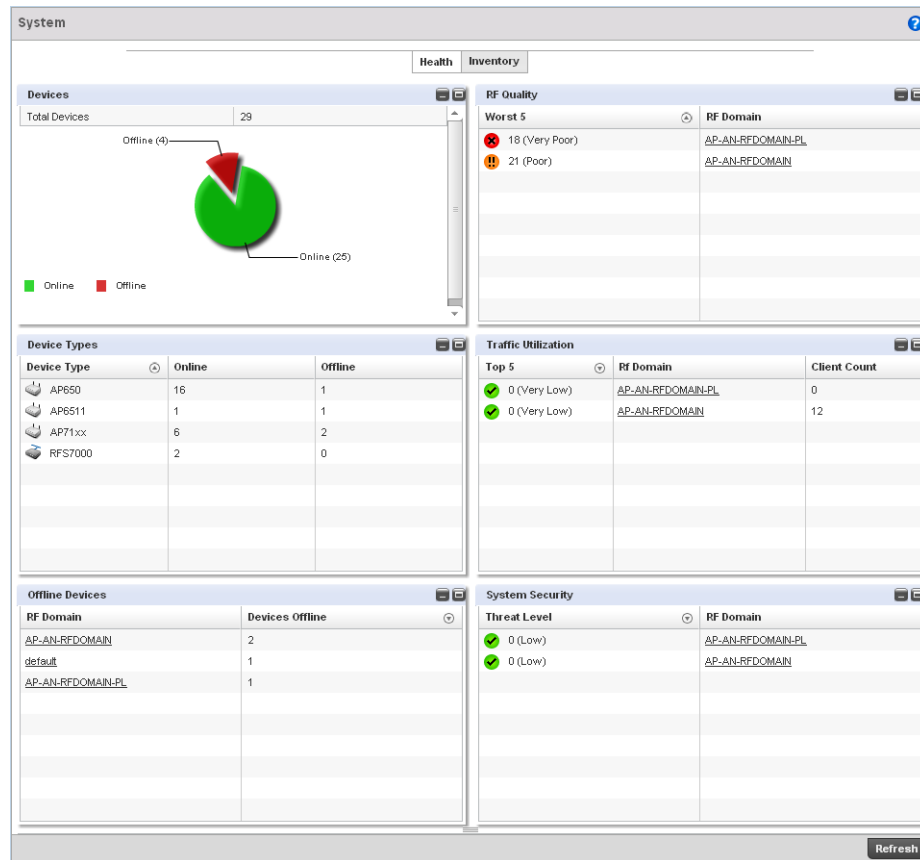 System
Health Inventory
Devices
Total Devices 29
Offline (4)
Online (25)
Online Offline
RF Quality
Worst 5 RF Domain
18 (Very Poor) AP-AN-RFDOMAIN-PL
21 (Poor) AP-AN-RFDOMAIN
Device Types
Device Type Online Offline
AP650 16 1
AP6511 1 1
AP71xx 6 2
RFS7000 2 0
Traffic Utilization
Top 5 Rf Domain Client Count
0 (Very Low) AP-AN-RFDOMAIN-PL 0
0 (Very Low) AP-AN-RFDOMAIN 12
Offline Devices
RF Domain Devices Offline
AP-AN-RFDOMAIN 2
default 1
AP-AN-RFDOMAIN-PL 1
System Security
Threat Level RF Domain
0 (Low) AP-AN-RFDOMAIN-PL
0 (Low) AP-AN-RFDOMAIN
Refresh